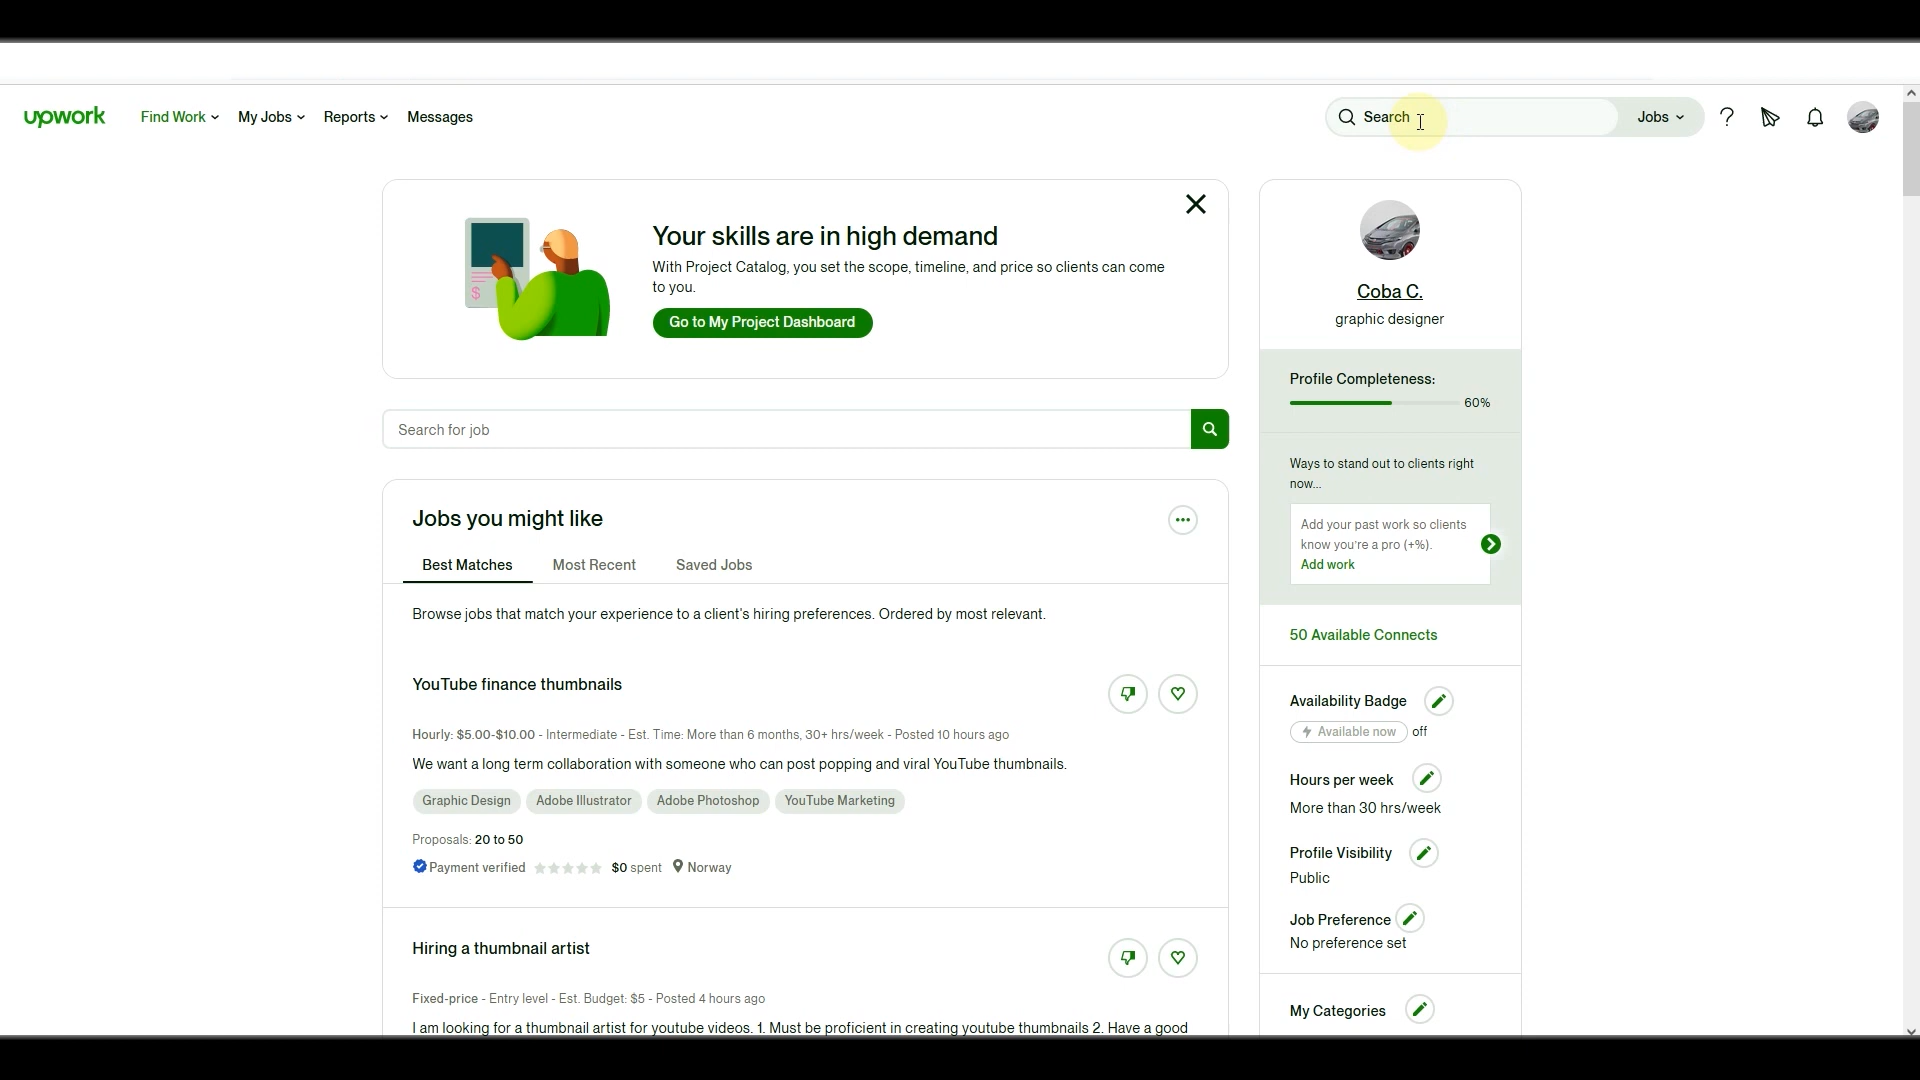 upwork
Find Work
My Jobs
Reports
Messages
Search
Jobs
Your skills are in high demand
With Project Catalog, you set the scope, timeline, and price so clients can come
to you.
Go to My Project Dashboard
$
Search for job
Jobs you might like
Best Matches
Most Recent
Saved Jobs
Browse jobs that match your experience to a client's hiring preferences. Ordered by most relevant.
YouTube finance thumbnails
Hourly: $5.00-$10.00 - Intermediate - Est. Time: More than 6 months, 30+ hrs/week - Posted 10 hours ago
We want a long term collaboration with someone who can post popping and viral YouTube thumbnails.
Graphic Design
Adobe Illustrator
Adobe Photoshop
YouTube Marketing
Proposals: 20 to 50
Payment verified
$0 spent
Norway
Hiring a thumbnail artist
Fixed-price - Entry level - Est. Budget: $5 - Posted 4 hours ago
I am looking for a thumbnail artist for youtube videos. 1. Must be proficient in creating youtube thumbnails 2. Have a good
Coba C.
graphic designer
Profile Completeness:
60%
Ways to stand out to clients right
now...
Add your past work so clients
know you're a pro (+%).
Add work
50 Available Connects
Availability Badge
Available now
off
Hours per week
More than 30 hrs/week
Profile Visibility
Public
Job Preference
No preference set
My Categories